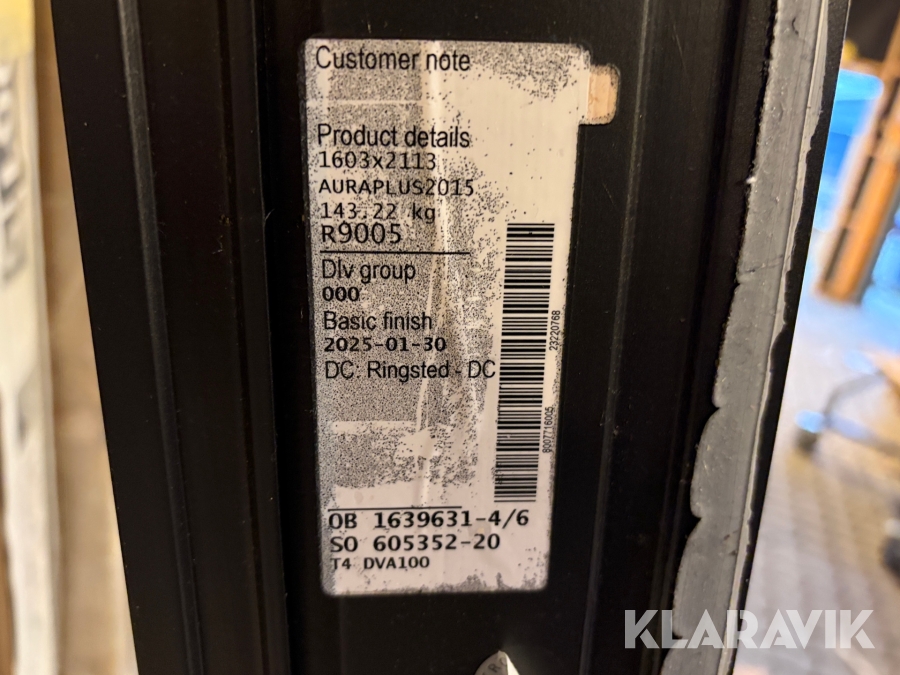 Customer note
Product details
1603x2113
AURAPLUS2015
143.22 kg
R9005
Dlv group
000
Basic finish
2025-01-30
DC: Ringsted - DC
23220768
8007716005
OB 1639631-4/6
SO 605352-20
T4 DVA100
KLARAVIK